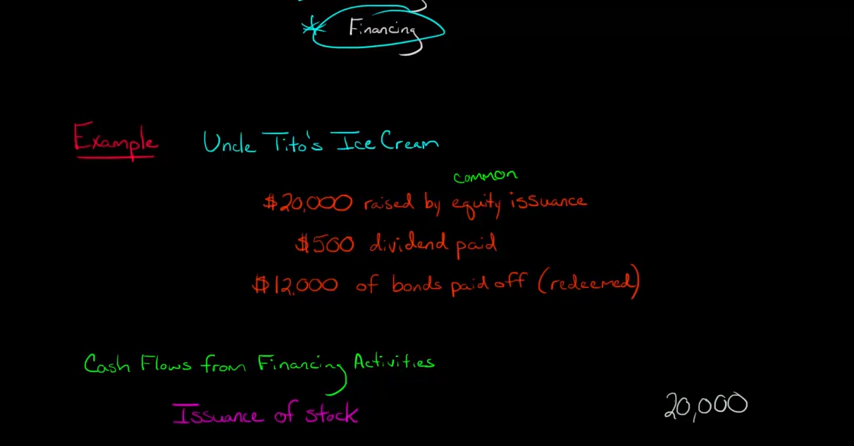 Financing
Example Uncle Tito's Ice Cream
common
$20,000 raised by equity issuance
$500 dividend paid
$12,000 of bonds paid off (redeemed)
Cash Flows from Financing Activities
Issuance of stock 20,000